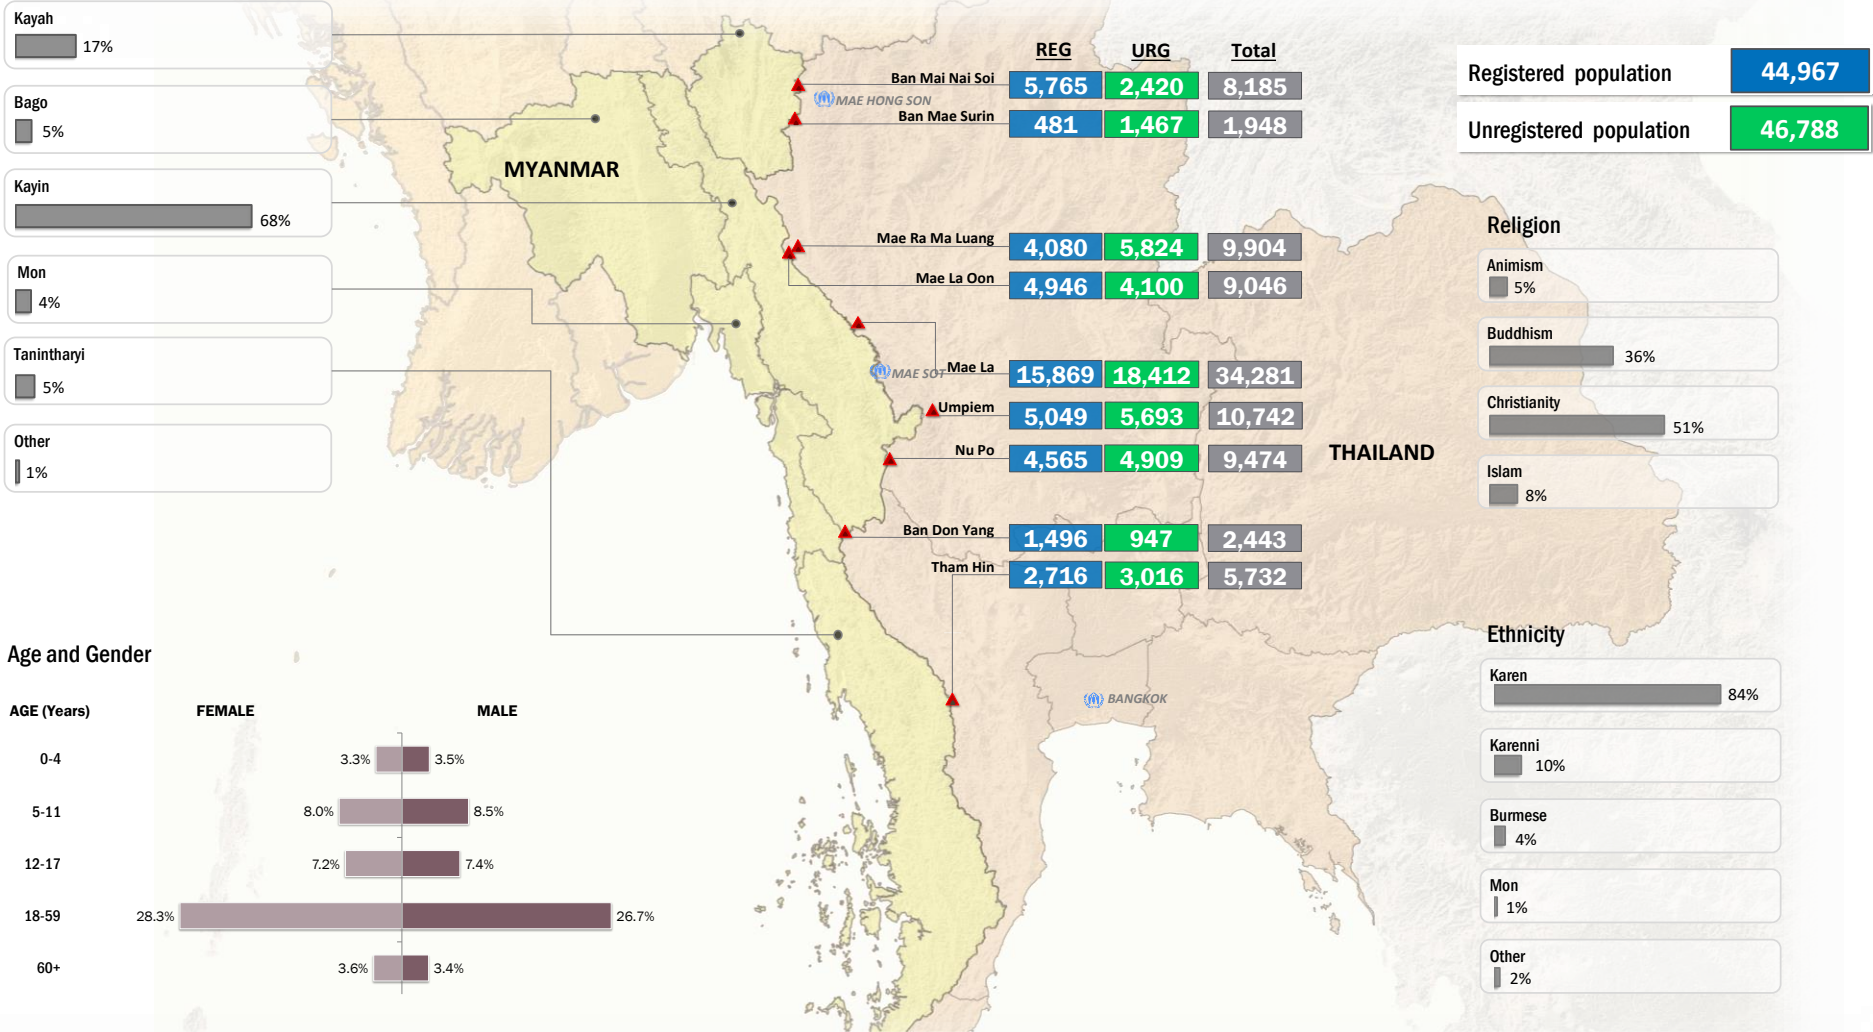 Kayah
17%
Bago
5%
Kayin
68%
Mon
4%
Tanintharyi
5%
Other
1%
MYANMAR
THAILAND
MAE HONG SON
MAE SOT
BANGKOK
REG URG Total
Ban Mai Nai Soi 5,765 2,420 8,185
Ban Mae Surin 481 1,467 1,948
Mae Ra Ma Luang 4,080 5,824 9,904
Mae La Oon 4,946 4,100 9,046
Mae La 15,869 18,412 34,281
Umpiem 5,049 5,693 10,742
Nu Po 4,565 4,909 9,474
Ban Don Yang 1,496 947 2,443
Tham Hin 2,716 3,016 5,732
Registered population 44,967
Unregistered population 46,788
Religion
Animism
5%
Buddhism
36%
Christianity
51%
Islam
8%
Ethnicity
Karen
84%
Karenni
10%
Burmese
4%
Mon
1%
Other
2%
Age and Gender
AGE (Years) FEMALE MALE
0-4 3.3% 3.5%
5-11 8.0% 8.5%
12-17 7.2% 7.4%
18-59 28.3% 26.7%
60+ 3.6% 3.4%